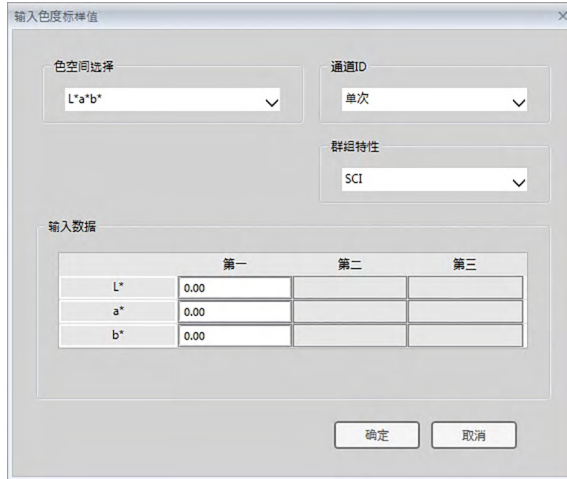 输入色度标样值
色空间选择
通道ID
L*a*b*
单次
群组特性
SCI
输入数据
第一 第二 第三
L* 0.00
a* 0.00
b* 0.00
确定 取消